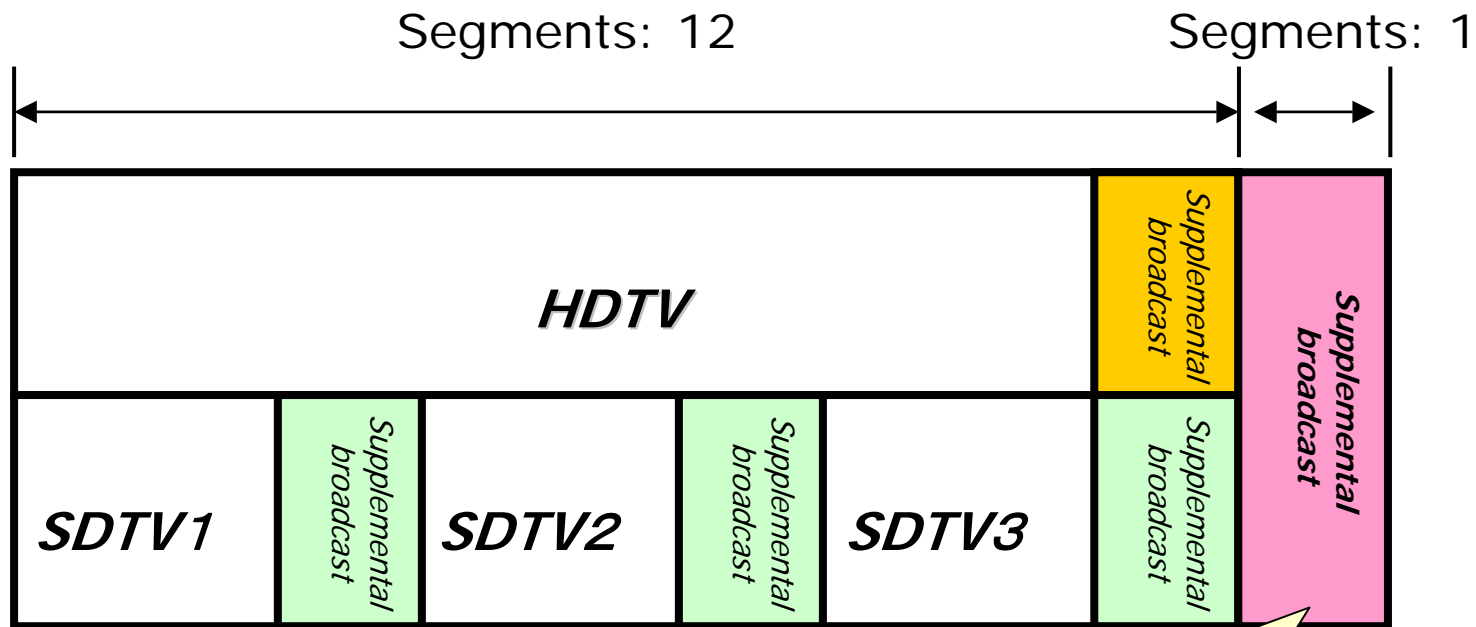 Segments: 12
Segments: 1
HDTV
Supplemental
broadcast
Supplemental
broadcast
SDTV1
Supplemental
broadcast
SDTV2
Supplemental
broadcast
SDTV3
Supplemental
broadcast